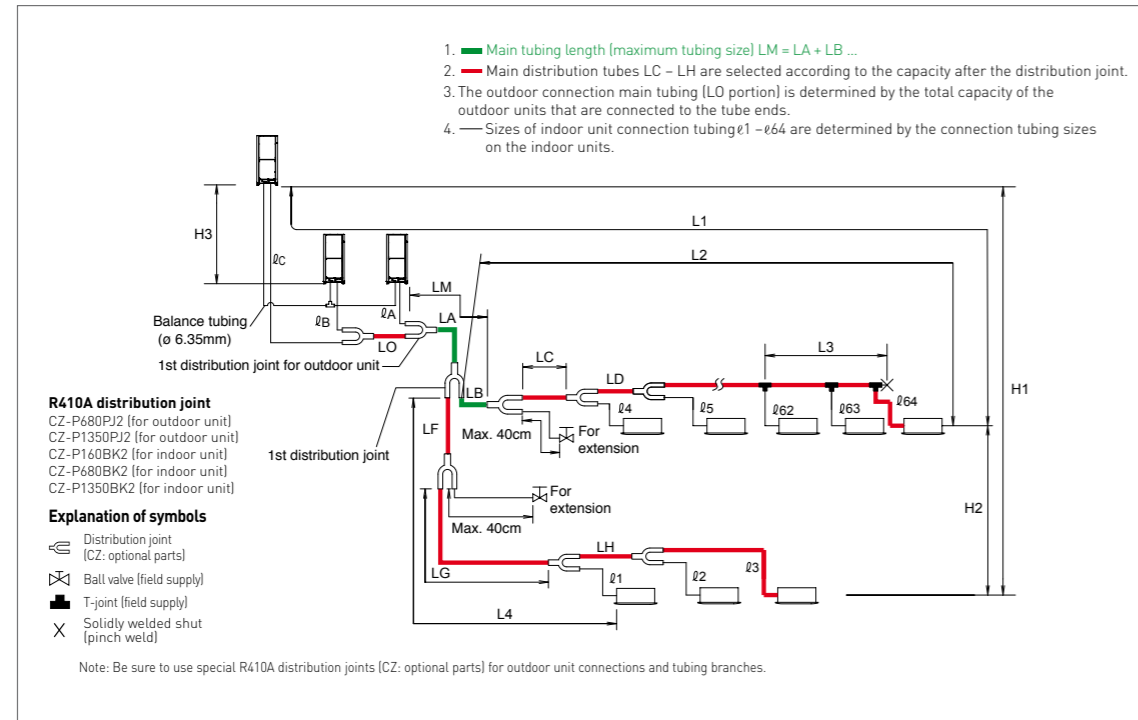 1. Main tubing length (maximum tubing size) LM = LA + LB ...
2. Main distribution tubes LC – LH are selected according to the capacity after the distribution joint.
3. The outdoor connection main tubing (LO portion) is determined by the total capacity of the
outdoor units that are connected to the tube ends.
4. Sizes of indoor unit connection tubing ℓ1 – ℓ64 are determined by the connection tubing sizes
on the indoor units.
H3
L1
L2
ℓC
LM
Balance tubing
(ø 6.35mm)
ℓB
ℓA
LA
LO
1st distribution joint for outdoor unit
LC
L3
LB
LD
H1
R410A distribution joint
CZ-P680PJ2 (for outdoor unit)
CZ-P1350PJ2 (for outdoor unit)
CZ-P160BK2 (for indoor unit)
CZ-P680BK2 (for indoor unit)
CZ-P1350BK2 (for indoor unit)
ℓ4
ℓ5
ℓ62
ℓ63
ℓ64
LF
Max. 40cm
For
extension
1st distribution joint
For
extension
Max. 40cm
H2
Explanation of symbols
Distribution joint
(CZ: optional parts)
Ball valve (field supply)
T-joint (field supply)
Solidly welded shut
(pinch weld)
LG
LH
ℓ1
ℓ2
ℓ3
L4
Note: Be sure to use special R410A distribution joints (CZ: optional parts) for outdoor unit connections and tubing branches.